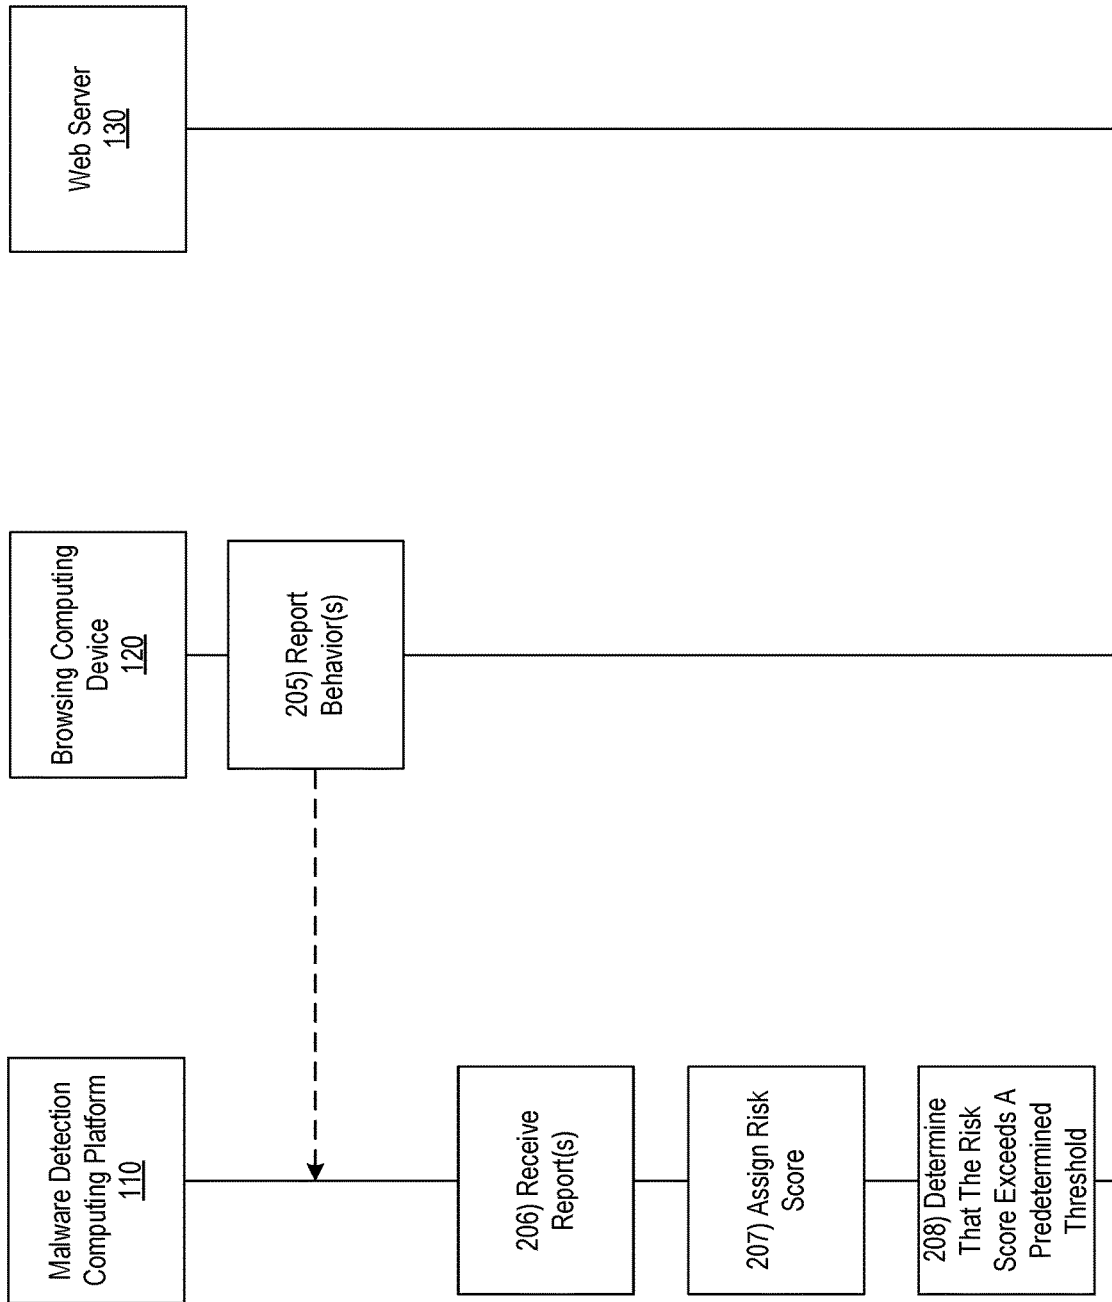 Malware Detection
Computing Platform
110
Browsing Computing
Device
120
Web Server
130
205) Report
Behavior(s)
206) Receive
Report(s)
207) Assign Risk
Score
208) Determine
That The Risk
Score Exceeds A
Predetermined
Threshold